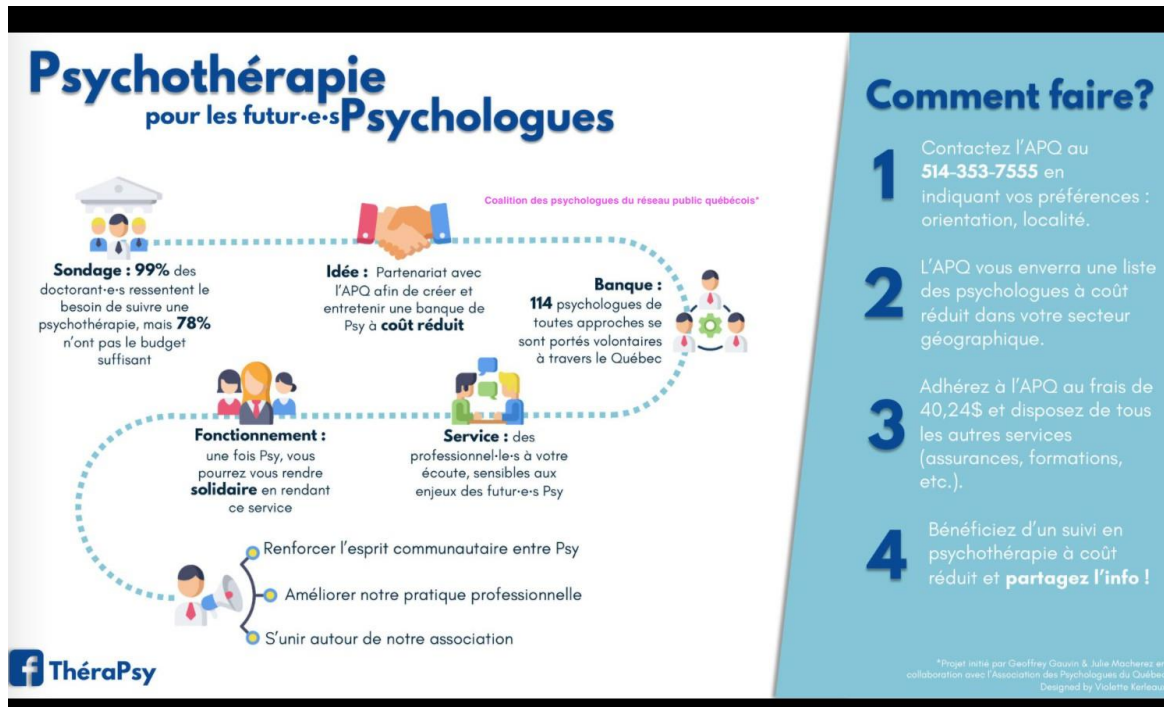 Psychothérapie
pour les futur·e·s Psychologues
Coalition des psychologues du réseau public québécois*
Sondage : 99% des
doctorant·e·s ressentent le
besoin de suivre une
psychothérapie, mais 78%
n'ont pas le budget
suffisant
Idée : Partenariat avec
l'APQ afin de créer et
entretenir une banque de
Psy à coût réduit
Banque :
114 psychologues de
toutes approches se
sont portés volontaires
à travers le Québec
Service : des
professionnel·le·s à votre
écoute, sensibles aux
enjeux des futur·e·s Psy
Fonctionnement :
une fois Psy, vous
pourrez vous rendre
solidaire en rendant
ce service
Renforcer l'esprit communautaire entre Psy
Améliorer notre pratique professionnelle
S'unir autour de notre association
f ThéraPsy
Comment faire?
1
Contactez l'APQ au
514-353-7555 en
indiquant vos préférences :
orientation, localité.
2
L'APQ vous enverra une liste
des psychologues à coût
réduit dans votre secteur
géographique.
3
Adhérez à l'APQ au frais de
40,24$ et disposez de tous
les autres services
(assurances, formations,
etc.).
4
Bénéficiez d'un suivi en
psychothérapie à coût
réduit et partagez l'info !
*Projet initié par Geoffrey Gauvin & Julie Macherez en
collaboration avec l'Association des Psychologues du Québec
Designed by Violette Kerleaux